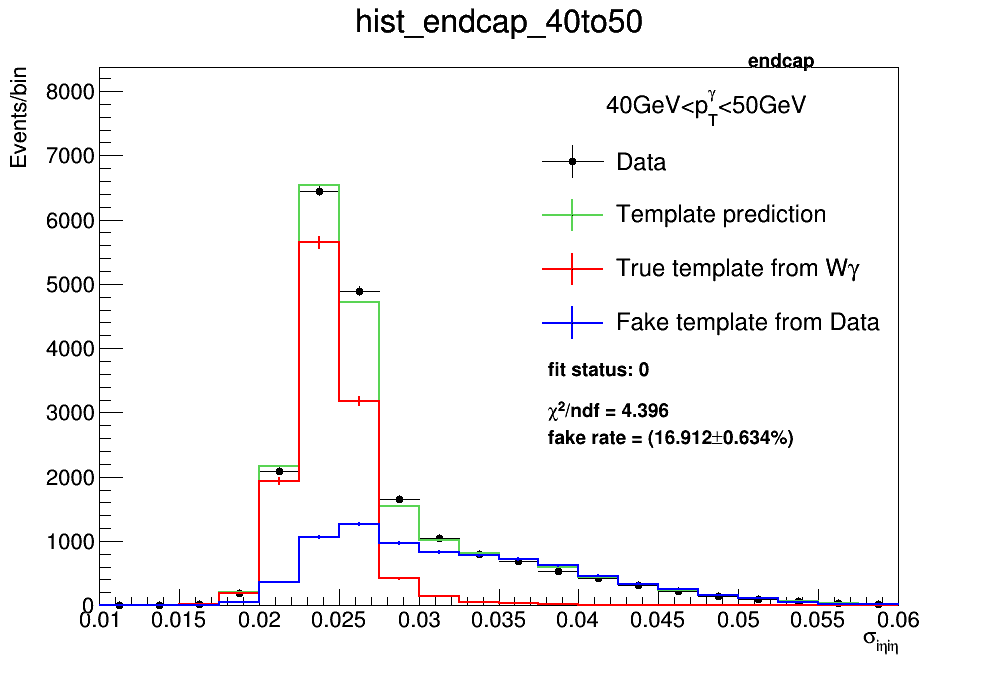 hist_endcap_40to50
endcap
Events/bin
40GeV<p_T^γ<50GeV
Data
Template prediction
True template from Wγ
Fake template from Data
fit status: 0
χ²/ndf = 4.396
fake rate = (16.912±0.634%)
8000
7000
6000
5000
4000
3000
2000
1000
0
0.01 0.015 0.02 0.025 0.03 0.035 0.04 0.045 0.05 0.055 0.06
σ_iηiη